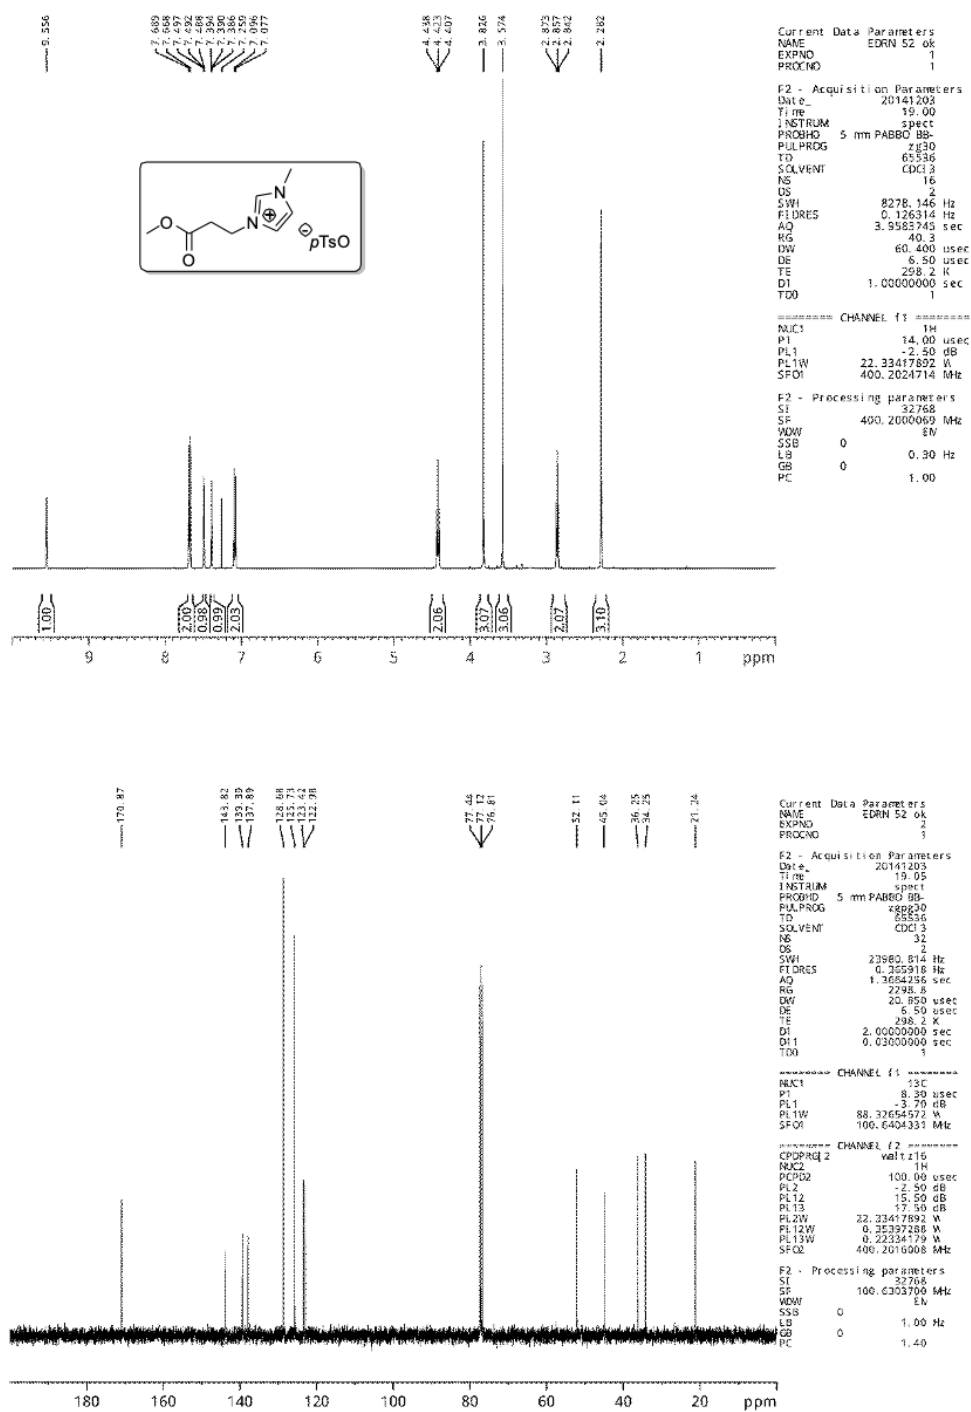 9.556
7.689
7.668
7.497
7.492
7.488
7.394
7.390
7.386
7.259
7.096
7.077
4.438
4.423
4.407
3.826
3.574
2.873
2.857
2.842
2.282
Current Data Parameters
NAME EDRN 52 ok
EXPNO 1
PROCNO 1
F2 - Acquisition Parameters
Date_ 20141203
Time 19.00
INSTRUM spect
PROBHD 5 mm PABBO BB-
PULPROG zg30
TD 65536
SOLVENT CDCl3
NS 16
DS 2
SWH 8278.146 Hz
FIDRES 0.126314 Hz
AQ 3.9583745 sec
RG 40.3
DW 60.400 usec
DE 6.50 usec
TE 298.2 K
D1 1.00000000 sec
TD0 1
======== CHANNEL f1 ========
NUC1 1H
P1 14.00 usec
PL1 -2.50 dB
PL1W 22.33417892 W
SFO1 400.2024714 MHz
F2 - Processing parameters
SI 32768
SF 400.2000069 MHz
WDW EM
SSB 0
LB 0.30 Hz
GB 0
PC 1.00
N
N
⊕
O
O
⊖
pTsO
1.00
2.00
0.98
0.99
2.03
2.06
3.07
3.06
2.07
3.10
9 8 7 6 5 4 3 2 1 ppm
170.87
143.82
139.39
137.89
128.68
125.73
123.42
122.98
77.44
77.12
76.81
52.11
45.04
36.25
34.25
21.24
Current Data Parameters
NAME EDRN 52 ok
EXPNO 2
PROCNO 1
F2 - Acquisition Parameters
Date_ 20141203
Time 19.05
INSTRUM spect
PROBHD 5 mm PABBO BB-
PULPROG zgpg30
TD 65536
SOLVENT CDCl3
NS 32
DS 2
SWH 23980.814 Hz
FIDRES 0.365918 Hz
AQ 1.3664256 sec
RG 2298.8
DW 20.850 usec
DE 6.50 usec
TE 298.2 K
D1 2.00000000 sec
D11 0.03000000 sec
TD0 1
======== CHANNEL f1 ========
NUC1 13C
P1 8.30 usec
PL1 -3.70 dB
PL1W 88.32654572 W
SFO1 100.6404331 MHz
======== CHANNEL f2 ========
CPDPRG[2 waltz16
NUC2 1H
PCPD2 100.00 usec
PL2 -2.50 dB
PL12 15.50 dB
PL13 17.50 dB
PL2W 22.33417892 W
PL12W 0.35397288 W
PL13W 0.22334179 W
SFO2 400.2016008 MHz
F2 - Processing parameters
SI 32768
SF 100.6303700 MHz
WDW EM
SSB 0
LB 1.00 Hz
GB 0
PC 1.40
180 160 140 120 100 80 60 40 20 ppm